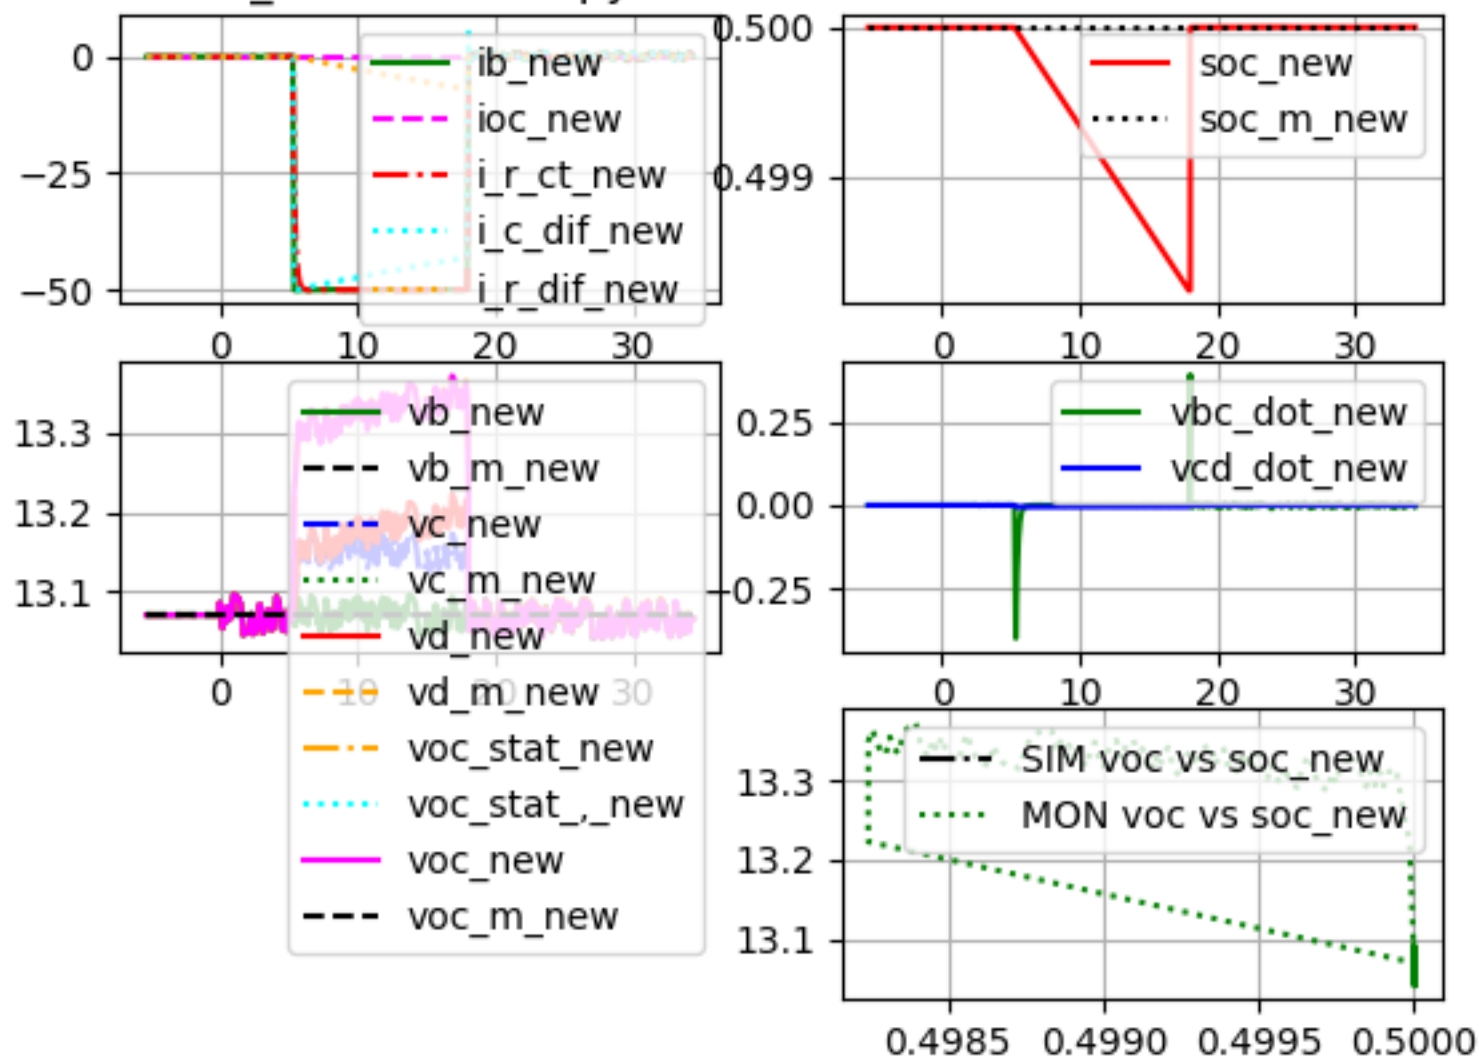 0
−25
−50
0
10
20
30
ib_new
ioc_new
i_r_ct_new
i_c_dif_new
i_r_dif_new
0.500
0.499
0
10
20
30
soc_new
soc_m_new
13.3
13.2
13.1
0
10
20
30
vb_new
vb_m_new
vc_new
vc_m_new
vd_new
vd_m_new
voc_stat_new
voc_stat_,_new
voc_new
voc_m_new
0.25
0.00
−0.25
0
10
20
30
vbc_dot_new
vcd_dot_new
13.3
13.2
13.1
0.4985
0.4990
0.4995
0.5000
SIM voc vs soc_new
MON voc vs soc_new